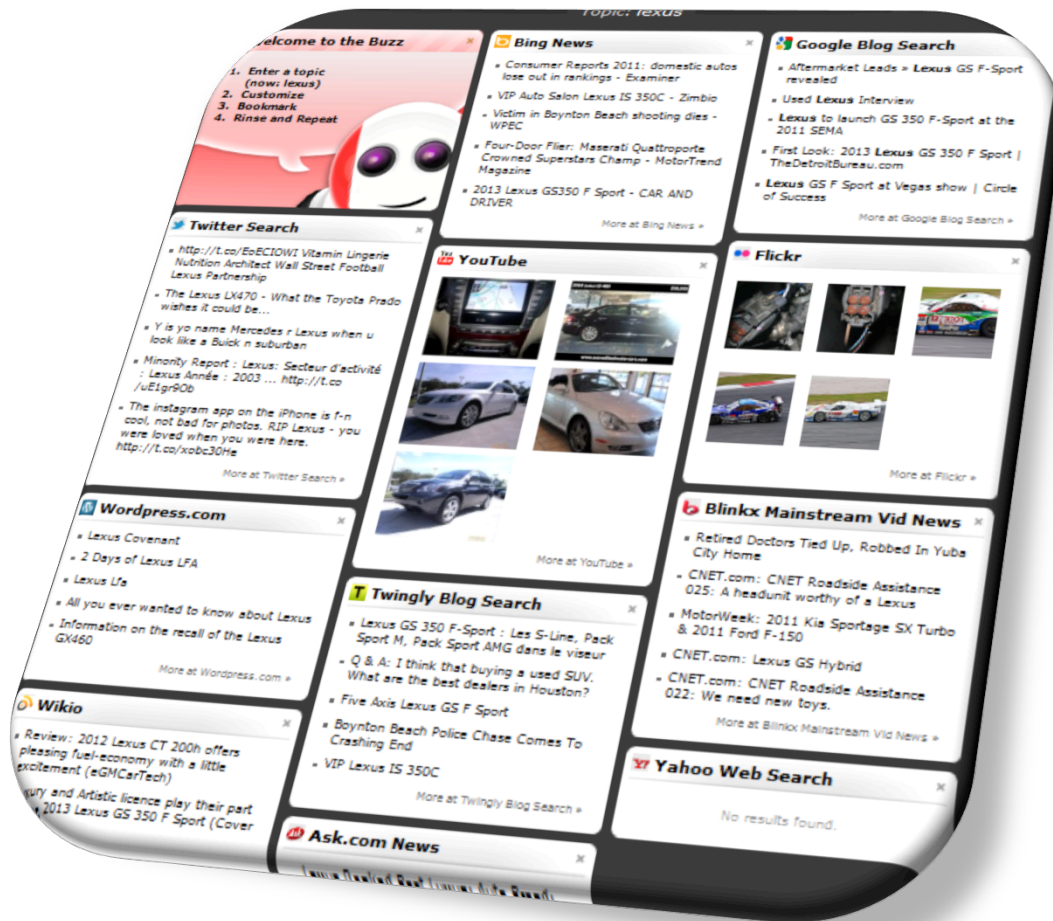 Topic: lexus
elcome to the Buzz
1. Enter a topic
(now: lexus)
2. Customize
3. Bookmark
4. Rinse and Repeat
Twitter Search
http://t.co/EoECIOWI Vitamin Lingerie
Nutrition Architect Wall Street Football
Lexus Partnership
The Lexus LX470 - What the Toyota Prado
wishes it could be...
Y is yo name Mercedes r Lexus when u
look like a Buick n suburban
Minority Report : Lexus: Secteur d'activité
: Lexus Année : 2003 ... http://t.co
/uE1gr9Ob
The instagram app on the iPhone is f-n
cool, not bad for photos. RIP Lexus - you
were loved when you were here.
http://t.co/xobc30He
More at Twitter Search »
Wordpress.com
Lexus Covenant
2 Days of Lexus LFA
Lexus Lfa
All you ever wanted to know about Lexus
Information on the recall of the Lexus
GX460
More at Wordpress.com »
Wikio
Review: 2012 Lexus CT 200h offers
pleasing fuel-economy with a little
excitement (eGMCarTech)
ury and Artistic licence play their part
2013 Lexus GS 350 F Sport (Cover
Bing News
Consumer Reports 2011: domestic autos
lose out in rankings - Examiner
VIP Auto Salon Lexus IS 350C - Zimbio
Victim in Boynton Beach shooting dies -
WPEC
Four-Door Flier: Maserati Quattroporte
Crowned Superstars Champ - MotorTrend
Magazine
2013 Lexus GS350 F Sport - CAR AND
DRIVER
More at Bing News »
YouTube
More at YouTube »
Twingly Blog Search
Lexus GS 350 F-Sport : Les S-Line, Pack
Sport M, Pack Sport AMG dans le viseur
Q & A: I think that buying a used SUV.
What are the best dealers in Houston?
Five Axis Lexus GS F Sport
Boynton Beach Police Chase Comes To
Crashing End
VIP Lexus IS 350C
More at Twingly Blog Search »
Ask.com News
Google Blog Search
Aftermarket Leads » Lexus GS F-Sport
revealed
Used Lexus Interview
Lexus to launch GS 350 F-Sport at the
2011 SEMA
First Look: 2013 Lexus GS 350 F Sport |
TheDetroitBureau.com
Lexus GS F Sport at Vegas show | Circle
of Success
More at Google Blog Search »
Flickr
More at Flickr »
Blinkx Mainstream Vid News
Retired Doctors Tied Up, Robbed In Yuba
City Home
CNET.com: CNET Roadside Assistance
025: A headunit worthy of a Lexus
MotorWeek: 2011 Kia Sportage SX Turbo
& 2011 Ford F-150
CNET.com: Lexus GS Hybrid
CNET.com: CNET Roadside Assistance
022: We need new toys.
More at Blinkx Mainstream Vid News »
Yahoo Web Search
No results found.